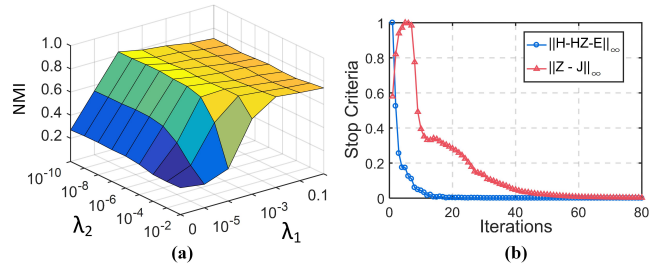 (a)
NMI
1
0.8
0.6
0.4
0.2
10^-10
10^-8
10^-6
10^-4
10^-2
λ2
0
10^-5
10^-3
0.1
λ1
(a)
(b)
Stop Criteria
1
0.8
0.6
0.4
0.2
0
0 20 40 60 80
Iterations
||H-HZ-E||∞
||Z - J||∞